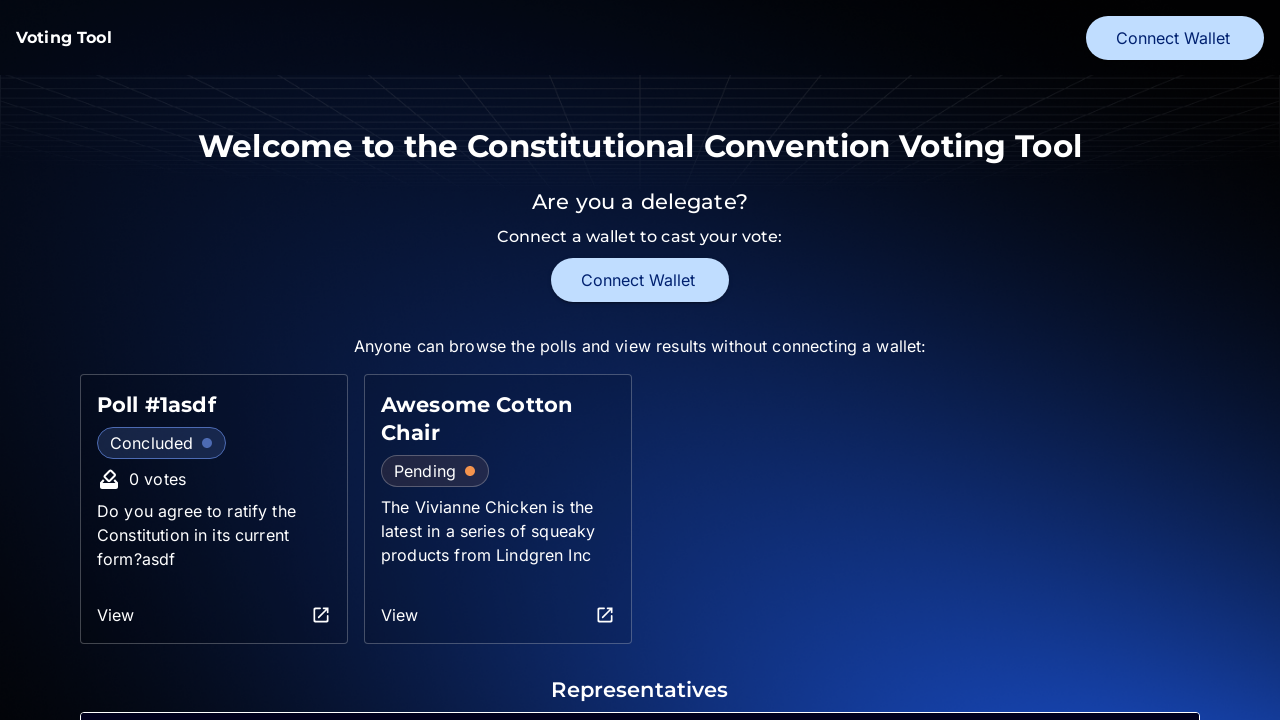 Voting Tool
Connect Wallet
Welcome to the Constitutional Convention Voting Tool
Are you a delegate?
Connect a wallet to cast your vote:
Connect Wallet
Anyone can browse the polls and view results without connecting a wallet:
Poll #1asdf
Concluded
0 votes
Do you agree to ratify the
Constitution in its current
form?asdf
View
Awesome Cotton
Chair
Pending
The Vivianne Chicken is the
latest in a series of squeaky
products from Lindgren Inc
View
Representatives